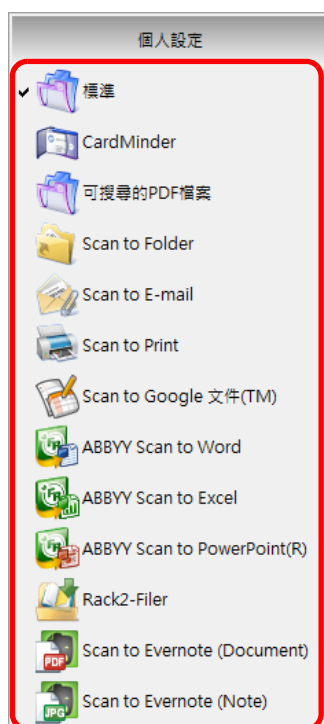 個人設定
標準
CardMinder
可搜尋的PDF檔案
Scan to Folder
Scan to E-mail
Scan to Print
Scan to Google 文件(TM)
ABBYY Scan to Word
ABBYY Scan to Excel
ABBYY Scan to PowerPoint(R)
Rack2-Filer
PDF
Scan to Evernote (Document)
JPG
Scan to Evernote (Note)